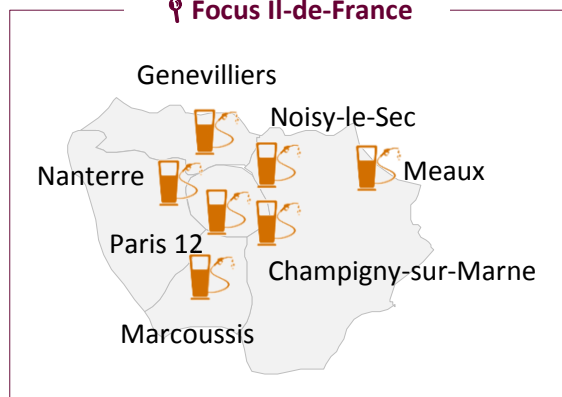 Focus Il-de-France
Genevilliers
Noisy-le-Sec
Nanterre
Meaux
Paris 12
Champigny-sur-Marne
Marcoussis